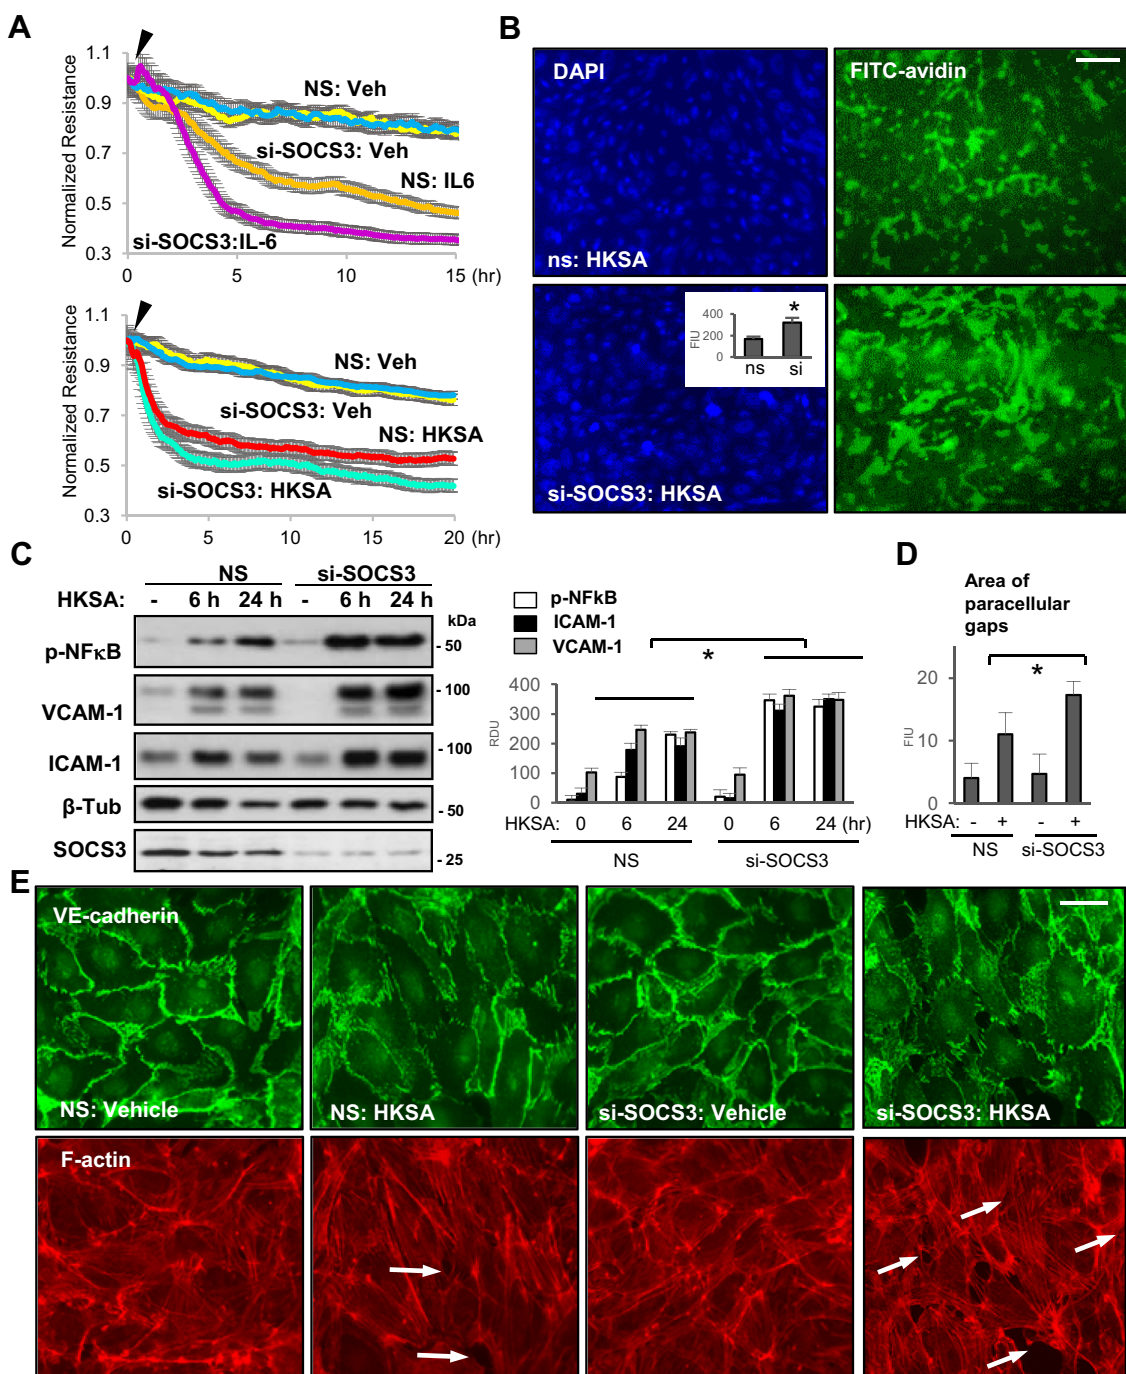 A
1.1
0.9
0.7
0.5
0.3
Normalized Resistance
NS: Veh
si-SOCS3: Veh
NS: IL6
si-SOCS3:IL-6
0
5
10
15
(hr)
1.1
0.9
0.7
0.5
0.3
Normalized Resistance
NS: Veh
si-SOCS3: Veh
NS: HKSA
si-SOCS3: HKSA
0
5
10
15
20
(hr)
B
DAPI
FITC-avidin
ns: HKSA
si-SOCS3: HKSA
400
200
0
FIU
*
ns
si
C
NS
si-SOCS3
HKSA:
-
6 h
24 h
-
6 h
24 h
kDa
p-NFκB
- 50
VCAM-1
- 100
ICAM-1
- 100
β-Tub
- 50
SOCS3
- 25
p-NFkB
ICAM-1
VCAM-1
*
400
300
200
100
0
RDU
HKSA:
0
6
24
0
6
24 (hr)
NS
si-SOCS3
D
Area of
paracellular
gaps
*
20
10
0
FIU
HKSA:
-
+
-
+
NS
si-SOCS3
E
VE-cadherin
NS: Vehicle
NS: HKSA
si-SOCS3: Vehicle
si-SOCS3: HKSA
F-actin